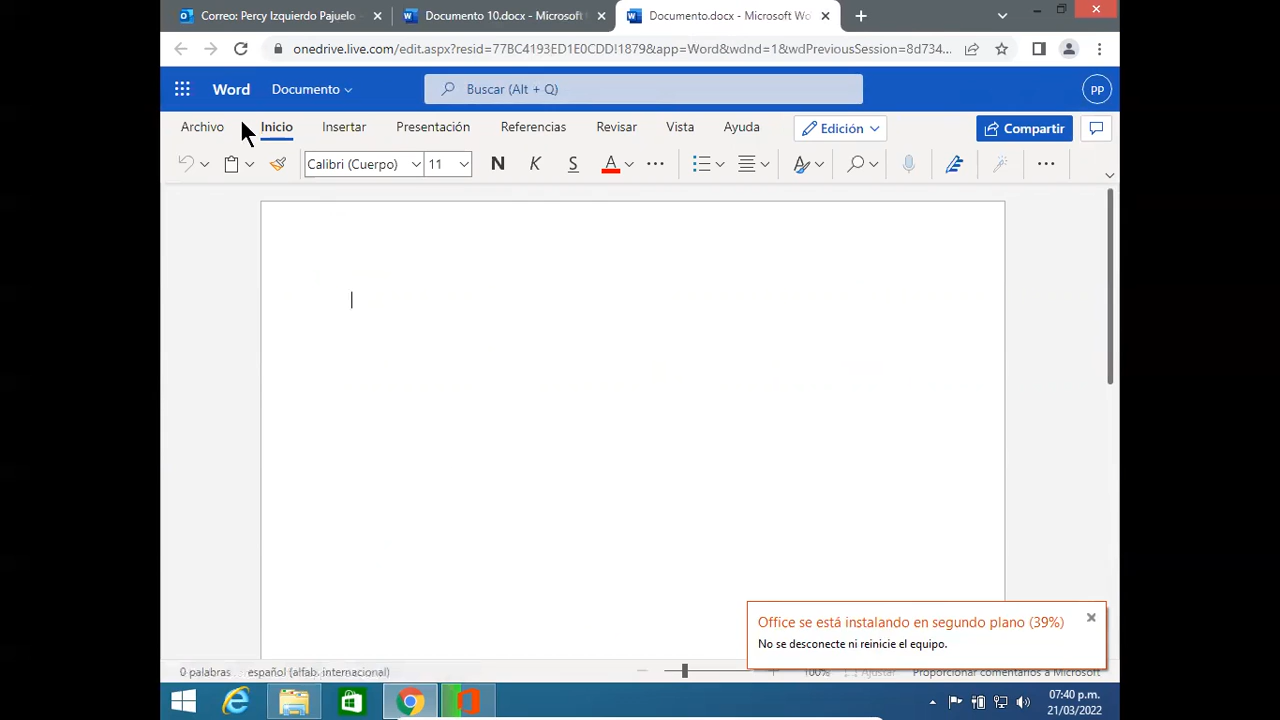 Correo: Percy Izquierdo Pajuelo
Documento 10.docx - Microsoft
Documento.docx - Microsoft Wo
onedrive.live.com/edit.aspx?resid=77BC4193ED1E0CDD!1879&app=Word&wdnd=1&wdPreviousSession=8d734...
Word
Documento
Buscar (Alt + Q)
PP
Archivo
Inicio
Insertar
Presentación
Referencias
Revisar
Vista
Ayuda
Edición
Compartir
Calibri (Cuerpo)
11
N
K
S
A
Office se está instalando en segundo plano (39%)
No se desconecte ni reinicie el equipo.
0 palabras
español (alfab. internacional)
100%
Ajustar
Proporcionar comentarios a Microsoft
07:40 p.m.
21/03/2022